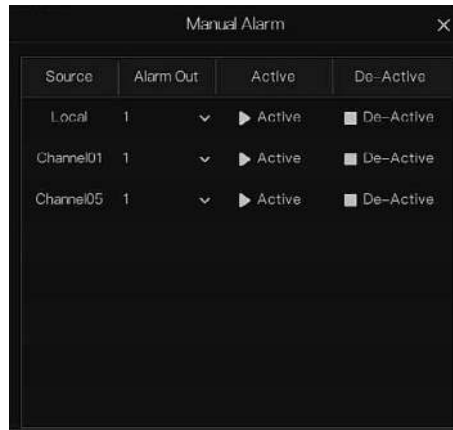 Manual Alarm
Source Alarm Out Active De-Active
Local 1 Active De-Active
Channel01 1 Active De-Active
Channel05 1 Active De-Active